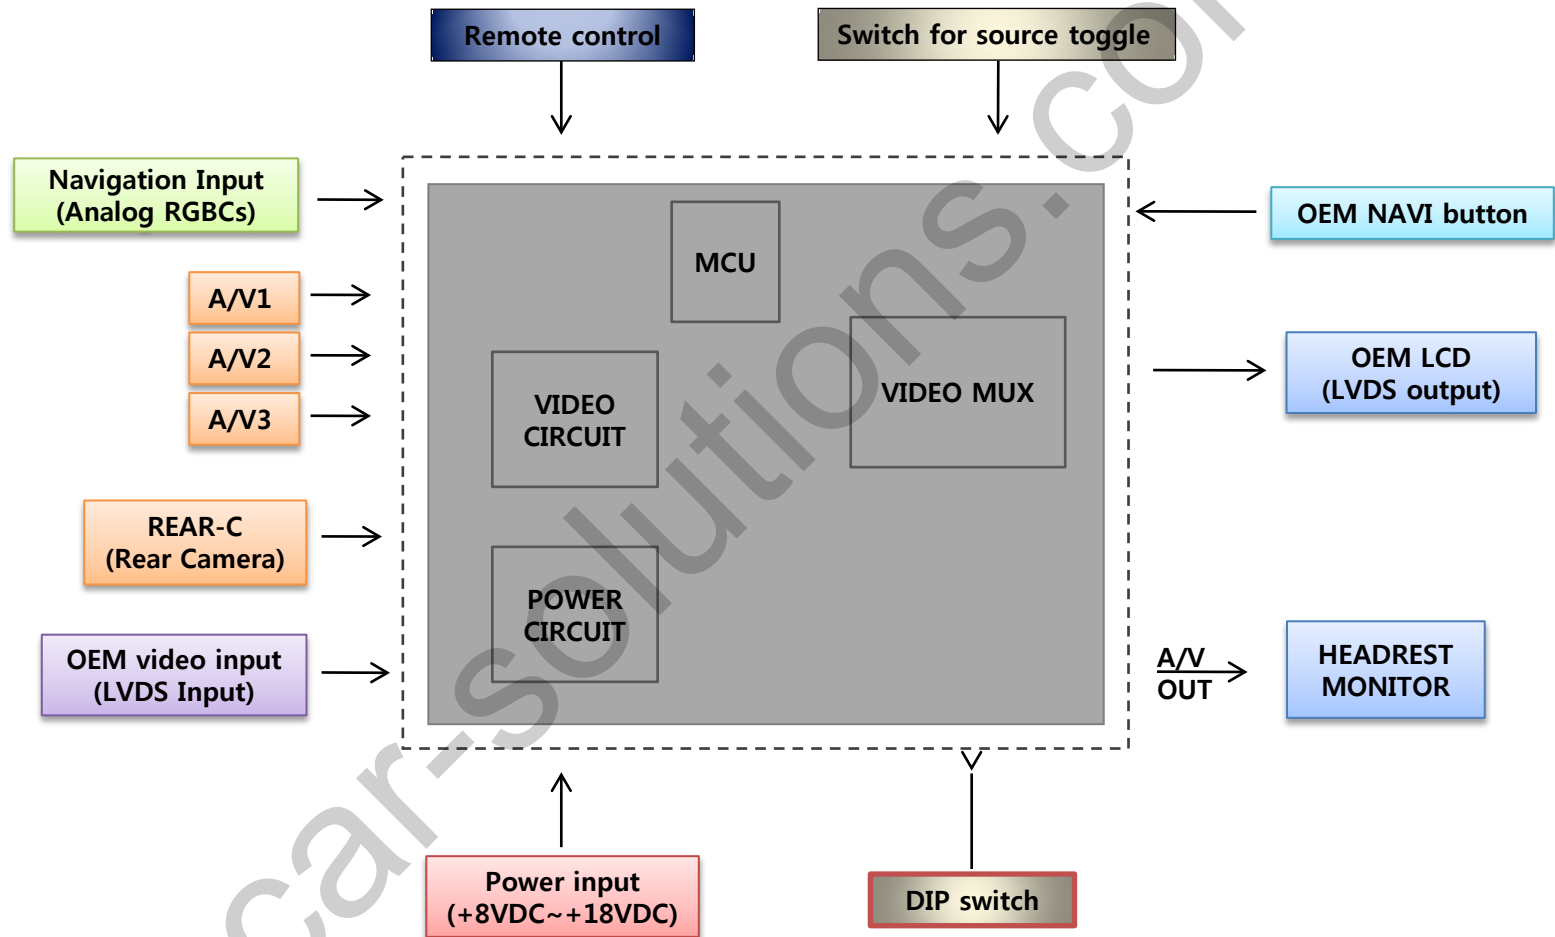 Remote control
Switch for source toggle
Navigation Input
(Analog RGBCs)
OEM NAVI button
MCU
A/V1
A/V2
A/V3
VIDEO
CIRCUIT
VIDEO MUX
OEM LCD
(LVDS output)
REAR-C
(Rear Camera)
POWER
CIRCUIT
OEM video input
(LVDS Input)
A/V
OUT
HEADREST
MONITOR
Power input
(+8VDC~+18VDC)
DIP switch
car-solutions.com